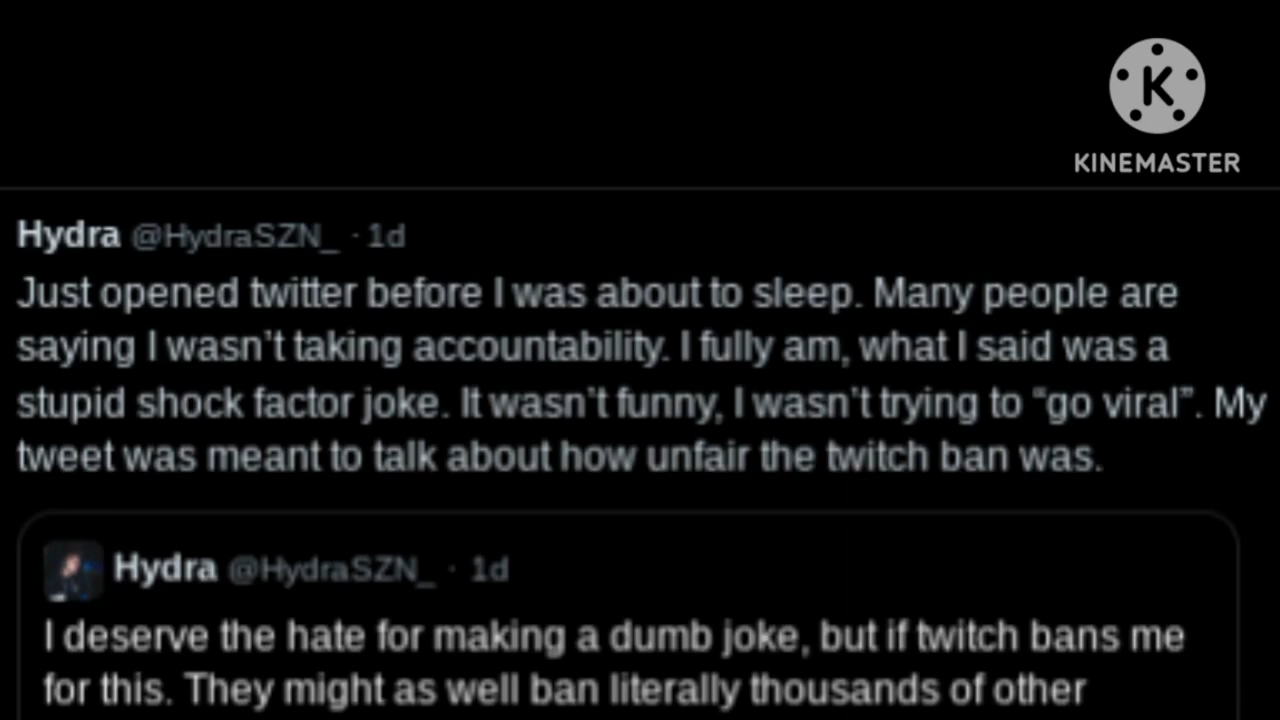 K
KINEMASTER
Hydra @HydraSZN_ · 1d
Just opened twitter before I was about to sleep. Many people are
saying I wasn't taking accountability. I fully am, what I said was a
stupid shock factor joke. It wasn't funny, I wasn't trying to “go viral”. My
tweet was meant to talk about how unfair the twitch ban was.
Hydra @HydraSZN_ · 1d
I deserve the hate for making a dumb joke, but if twitch bans me
for this. They might as well ban literally thousands of other